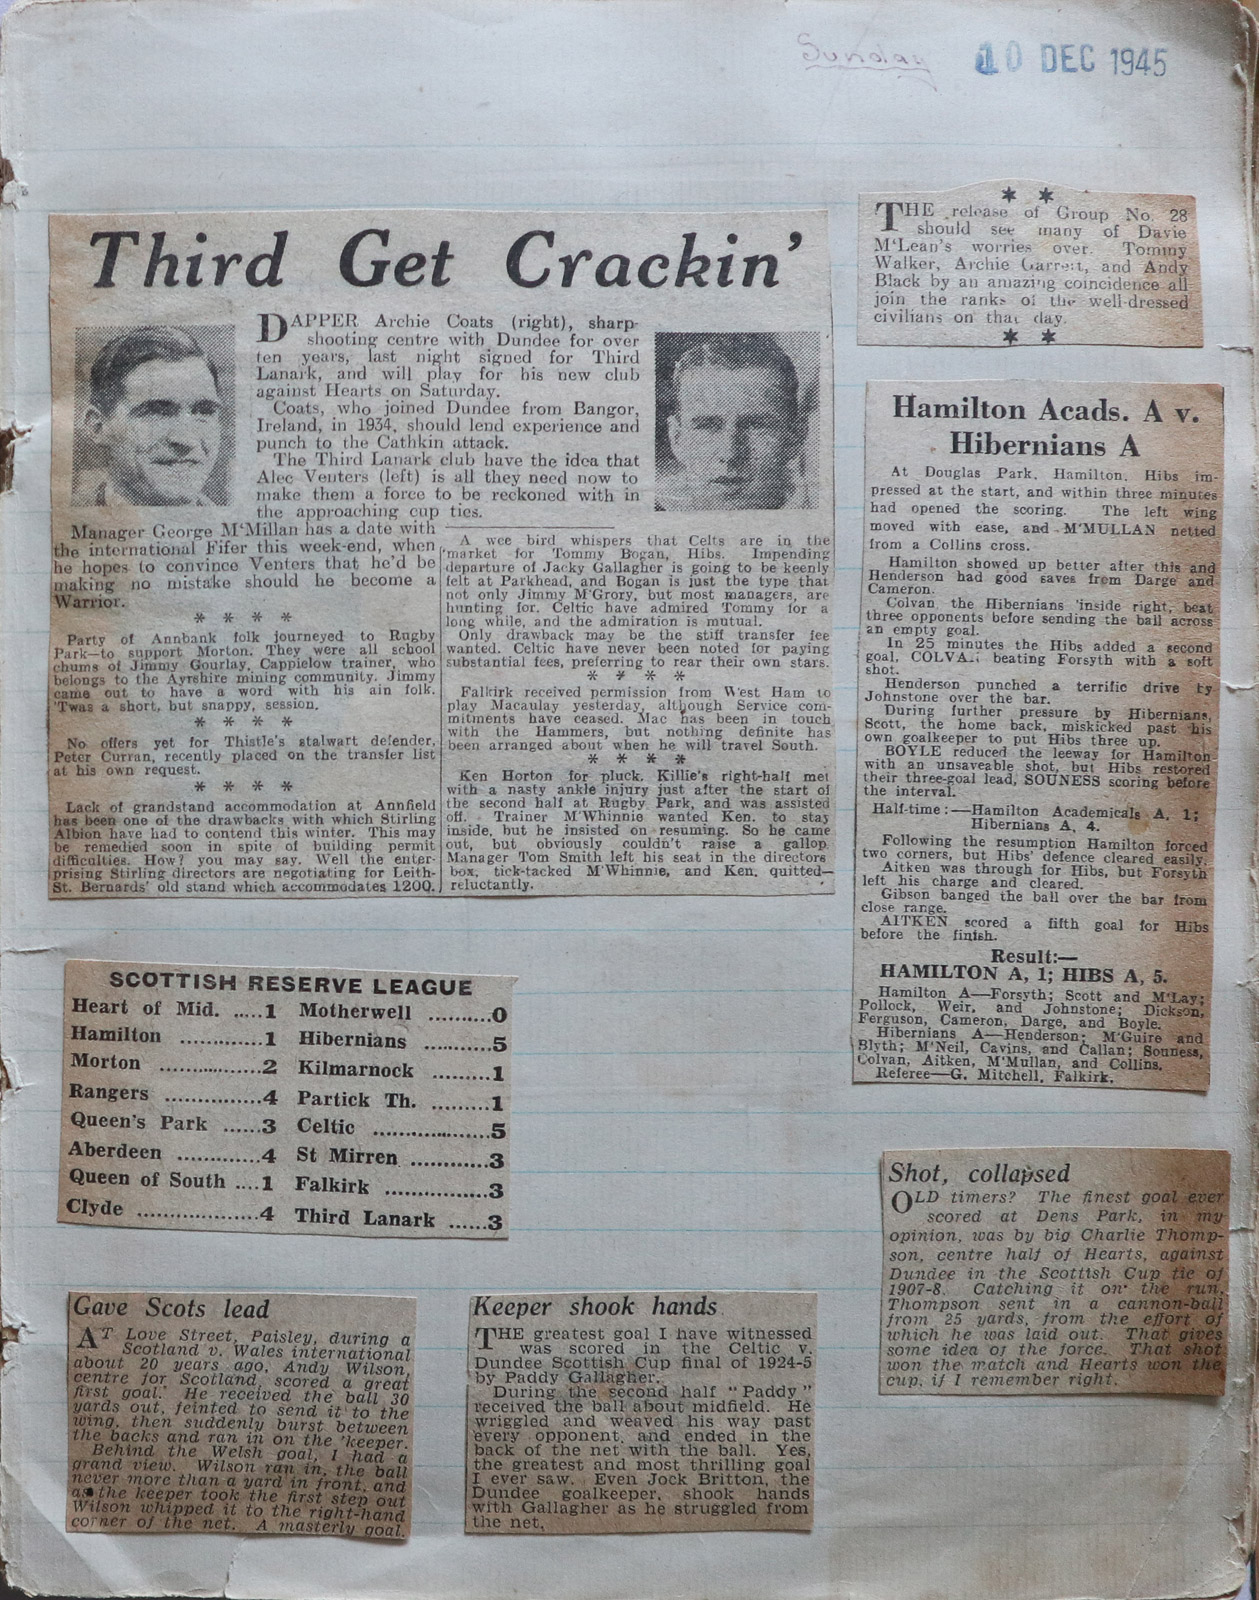 Sunday
10 DEC 1945
Third Get Crackin'
DAPPER Archie Coats (right), sharp-
shooting centre with Dundee for over
ten years, last night signed for Third
Lanark, and will play for his new club
against Hearts on Saturday.
Coats, who joined Dundee from Bangor,
Ireland, in 1934, should lend experience and
punch to the Cathkin attack.
The Third Lanark club have the idea that
Alec Venters (left) is all they need now to
make them a force to be reckoned with in
the approaching cup ties.
Manager George M'Millan has a date with
the international Fifer this week-end, when
he hopes to convince Venters that he'd be
making no mistake should he become a
Warrior.
* * * *
Party of Annbank folk journeyed to Rugby
Park—to support Morton. They were all school
chums of Jimmy Gourlay, Cappielow trainer, who
belongs to the Ayrshire mining community. Jimmy
came out to have a word with his ain folk.
'Twas a short, but snappy, session.
* * * *
No offers yet for Thistle's stalwart defender,
Peter Curran, recently placed on the transfer list
at his own request.
* * * *
Lack of grandstand accommodation at Annfield
has been one of the drawbacks with which Stirling
Albion have had to contend this winter. This may
be remedied soon in spite of building permit
difficulties. How? you may say. Well the enter-
prising Stirling directors are negotiating for Leith-
St. Bernards' old stand which accommodates 1200.
A wee bird whispers that Celts are in the
market for Tommy Bogan, Hibs. Impending
departure of Jacky Gallagher is going to be keenly
felt at Parkhead, and Bogan is just the type that
not only Jimmy M'Grory, but most managers, are
hunting for. Celtic have admired Tommy for a
long while, and the admiration is mutual.
Only drawback may be the stiff transfer fee
wanted. Celtic have never been noted for paying
substantial fees, preferring to rear their own stars.
* * * *
Falkirk received permission from West Ham to
play Macaulay yesterday, although Service com-
mitments have ceased. Mac has been in touch
with the Hammers, but nothing definite has
been arranged about when he will travel South.
* * * *
Ken Horton for pluck. Killie's right-half met
with a nasty ankle injury just after the start of
the second half at Rugby Park, and was assisted
off. Trainer M'Whinnie wanted Ken. to stay
inside, but he insisted on resuming. So he came
out, but obviously couldn't raise a gallop.
Manager Tom Smith left his seat in the directors
box, tick-tacked M'Whinnie, and Ken. quitted—
reluctantly.
* *
THE release of Group No. 28
should see many of Davie
M'Lean's worries over. Tommy
Walker, Archie Garrett, and Andy
Black by an amazing coincidence all
join the ranks of the well-dressed
civilians on that day.
* *
Hamilton Acads. A v.
Hibernians A
At Douglas Park, Hamilton, Hibs im-
pressed at the start, and within three minutes
had opened the scoring. The left wing
moved with ease, and M'MULLAN netted
from a Collins cross.
Hamilton showed up better after this and
Henderson had good saves from Darge and
Cameron.
Colvan, the Hibernians 'inside right, beat
three opponents before sending the ball across
an empty goal.
In 25 minutes the Hibs added a second
goal, COLVAN beating Forsyth with a soft
shot.
Henderson punched a terrific drive by
Johnstone over the bar.
During further pressure by Hibernians,
Scott, the home back, miskicked past his
own goalkeeper to put Hibs three up.
BOYLE reduced the leeway for Hamilton
with an unsaveable shot, but Hibs restored
their three-goal lead, SOUNESS scoring before
the interval.
Half-time:—Hamilton Academicals A, 1;
Hibernians A, 4.
Following the resumption Hamilton forced
two corners, but Hibs' defence cleared easily.
Aitken was through for Hibs, but Forsyth
left his charge and cleared.
Gibson banged the ball over the bar from
close range.
AITKEN scored a fifth goal for Hibs
before the finish.
Result:—
HAMILTON A, 1; HIBS A, 5.
Hamilton A—Forsyth; Scott and M'Lay;
Pollock, Weir, and Johnstone; Dickson,
Ferguson, Cameron, Darge, and Boyle.
Hibernians A—Henderson; M'Guire and
Blyth; M'Neil, Cavins, and Callan; Souness,
Colvan, Aitken, M'Mullan, and Collins.
Referee—G. Mitchell, Falkirk.
SCOTTISH RESERVE LEAGUE
Heart of Mid. .....1 Motherwell ..........0
Hamilton .............1 Hibernians ..........5
Morton ................2 Kilmarnock .........1
Rangers ...............4 Partick Th. .........1
Queen's Park ......3 Celtic ..................5
Aberdeen .............4 St Mirren ............3
Queen of South ....1 Falkirk ................3
Clyde ...................4 Third Lanark ......3
Shot, collapsed
OLD timers? The finest goal ever
scored at Dens Park, in my
opinion, was by big Charlie Thomp-
son, centre half of Hearts, against
Dundee in the Scottish Cup tie of
1907-8. Catching it on the run,
Thompson sent in a cannon-ball
from 25 yards, from the effort of
which he was laid out. That gives
some idea of the force. That shot
won the match and Hearts won the
cup, if I remember right.
Gave Scots lead
AT Love Street, Paisley, during a
Scotland v. Wales international
about 20 years ago, Andy Wilson,
centre for Scotland, scored a great
first goal. He received the ball 30
yards out, feinted to send it to the
wing, then suddenly burst between
the backs and ran in on the 'keeper.
Behind the Welsh goal, I had a
grand view. Wilson ran in, the ball
never more than a yard in front, and
as the keeper took the first step out
Wilson whipped it to the right-hand
corner of the net. A masterly goal.
Keeper shook hands
THE greatest goal I have witnessed
was scored in the Celtic v.
Dundee Scottish Cup final of 1924-5
by Paddy Gallagher.
During the second half "Paddy"
received the ball about midfield. He
wriggled and weaved his way past
every opponent, and ended in the
back of the net with the ball. Yes,
the greatest and most thrilling goal
I ever saw. Even Jock Britton, the
Dundee goalkeeper, shook hands
with Gallagher as he struggled from
the net.